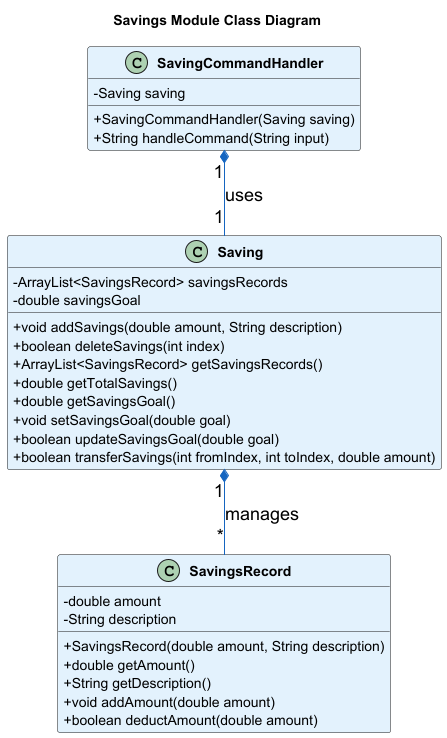 Savings Module Class Diagram
C SavingCommandHandler
-Saving saving
+SavingCommandHandler(Saving saving)
+String handleCommand(String input)
1
uses
1
C Saving
-ArrayList<SavingsRecord> savingsRecords
-double savingsGoal
+void addSavings(double amount, String description)
+boolean deleteSavings(int index)
+ArrayList<SavingsRecord> getSavingsRecords()
+double getTotalSavings()
+double getSavingsGoal()
+void setSavingsGoal(double goal)
+boolean updateSavingsGoal(double goal)
+boolean transferSavings(int fromIndex, int toIndex, double amount)
1
manages
*
C SavingsRecord
-double amount
-String description
+SavingsRecord(double amount, String description)
+double getAmount()
+String getDescription()
+void addAmount(double amount)
+boolean deductAmount(double amount)